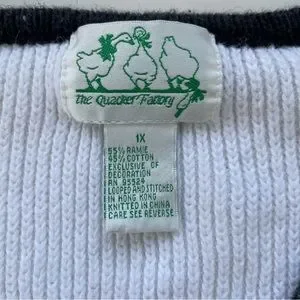 the Quacker Factory
1X
55% RAMIE
45% COTTON
EXCLUSIVE OF
DECORATION
RN 95524
LOOPED AND STITCHED
IN HONG KONG
KNITTED IN CHINA
CARE SEE REVERSE